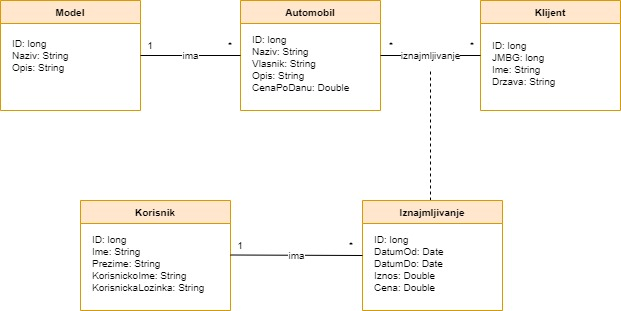 Model
ID: long
Naziv: String
Opis: String
1
ima
*
Automobil
ID: long
Naziv: String
Vlasnik: String
Opis: String
CenaPoDanu: Double
*
iznajmljivanje
*
Klijent
ID: long
JMBG: long
Ime: String
Drzava: String
Korisnik
ID: long
Ime: String
Prezime: String
KorisnickoIme: String
KorisnickaLozinka: String
1
ima
*
Iznajmljivanje
ID: long
DatumOd: Date
DatumDo: Date
Iznos: Double
Cena: Double